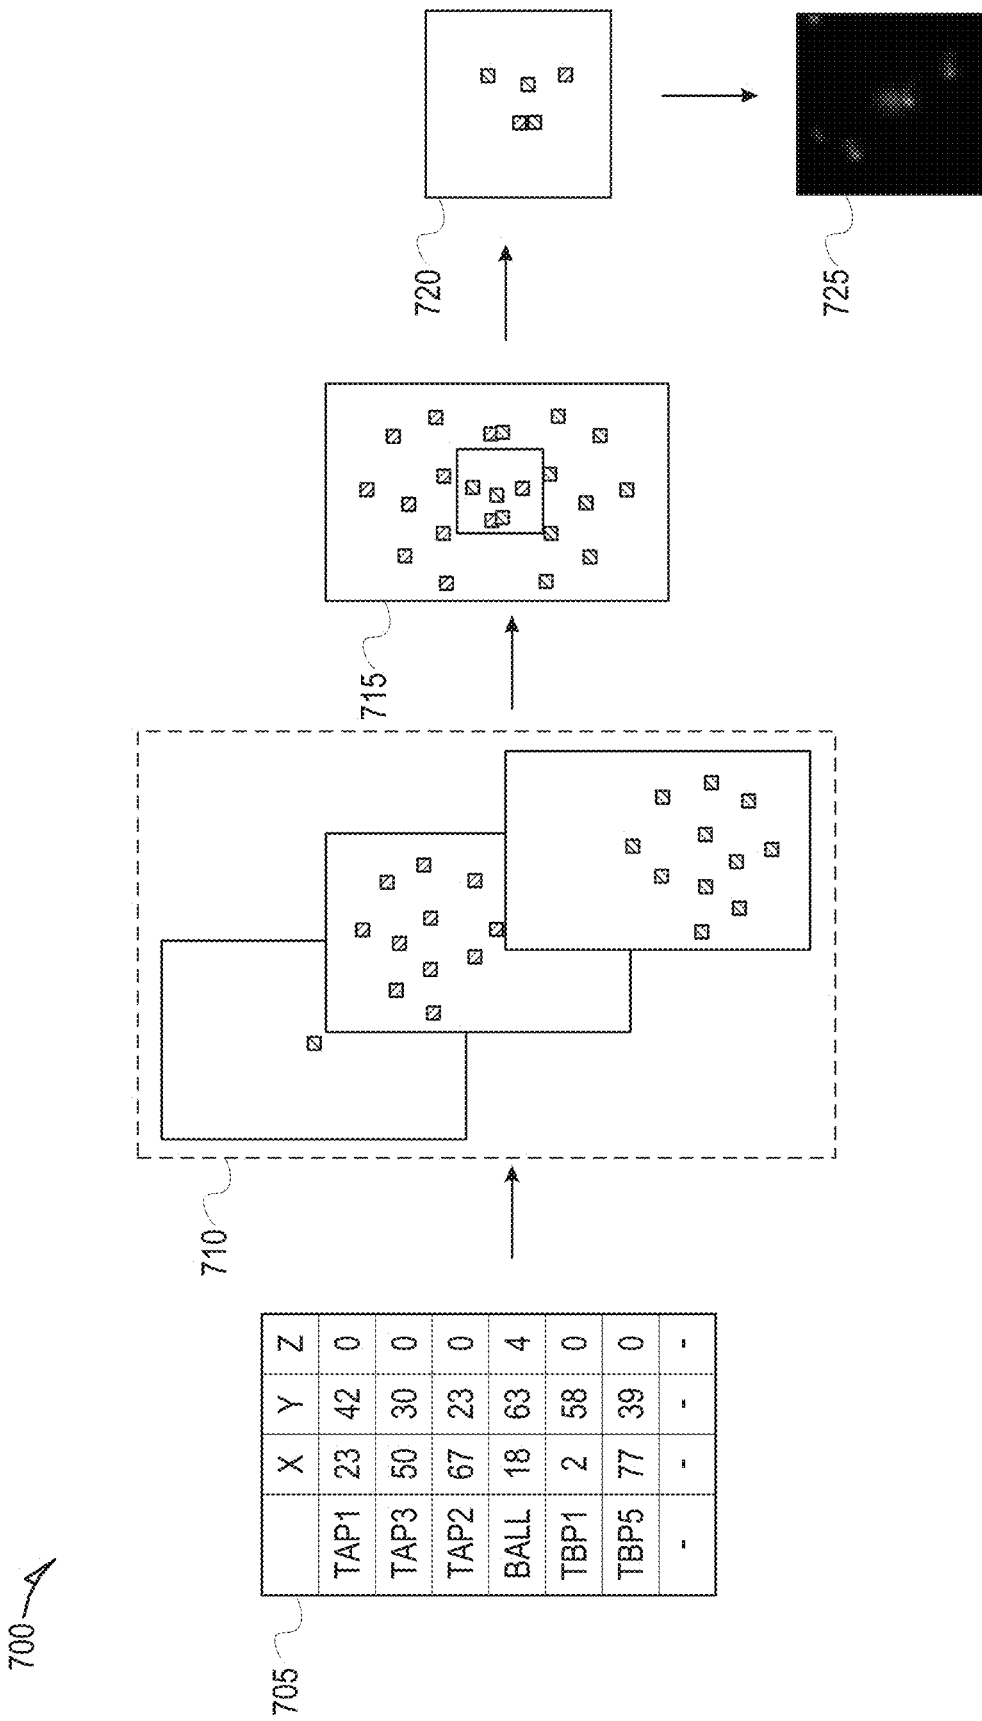 700
705
X Y Z
TAP1 23 42 0
TAP3 50 30 0
TAP2 67 23 0
BALL 18 63 4
TBP1 2 58 0
TBP5 77 39 0
- - - -
710
715
720
725